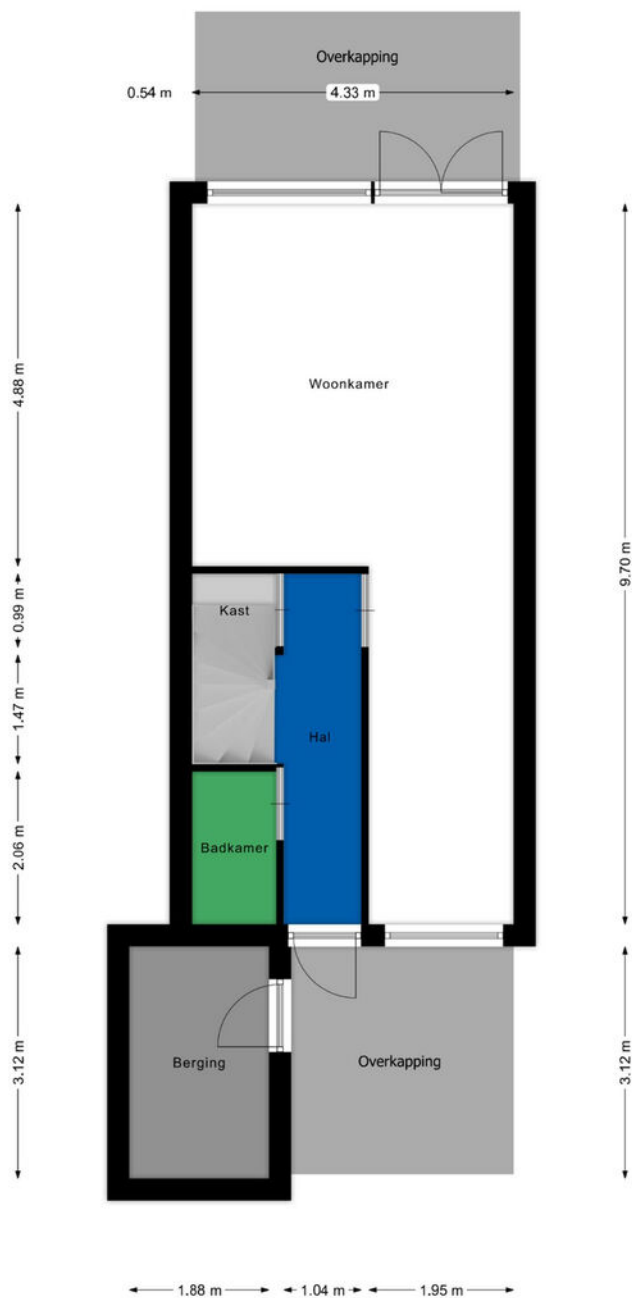 Overkapping
0.54 m
4.33 m
4.88 m
Woonkamer
9.70 m
0.99 m
Kast
1.47 m
Hal
2.06 m
Badkamer
3.12 m
Berging
Overkapping
3.12 m
1.88 m
1.04 m
1.95 m